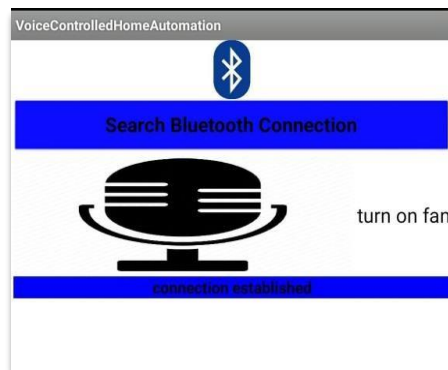 VoiceControlledHomeAutomation
Search Bluetooth Connection
turn on fan
connection established